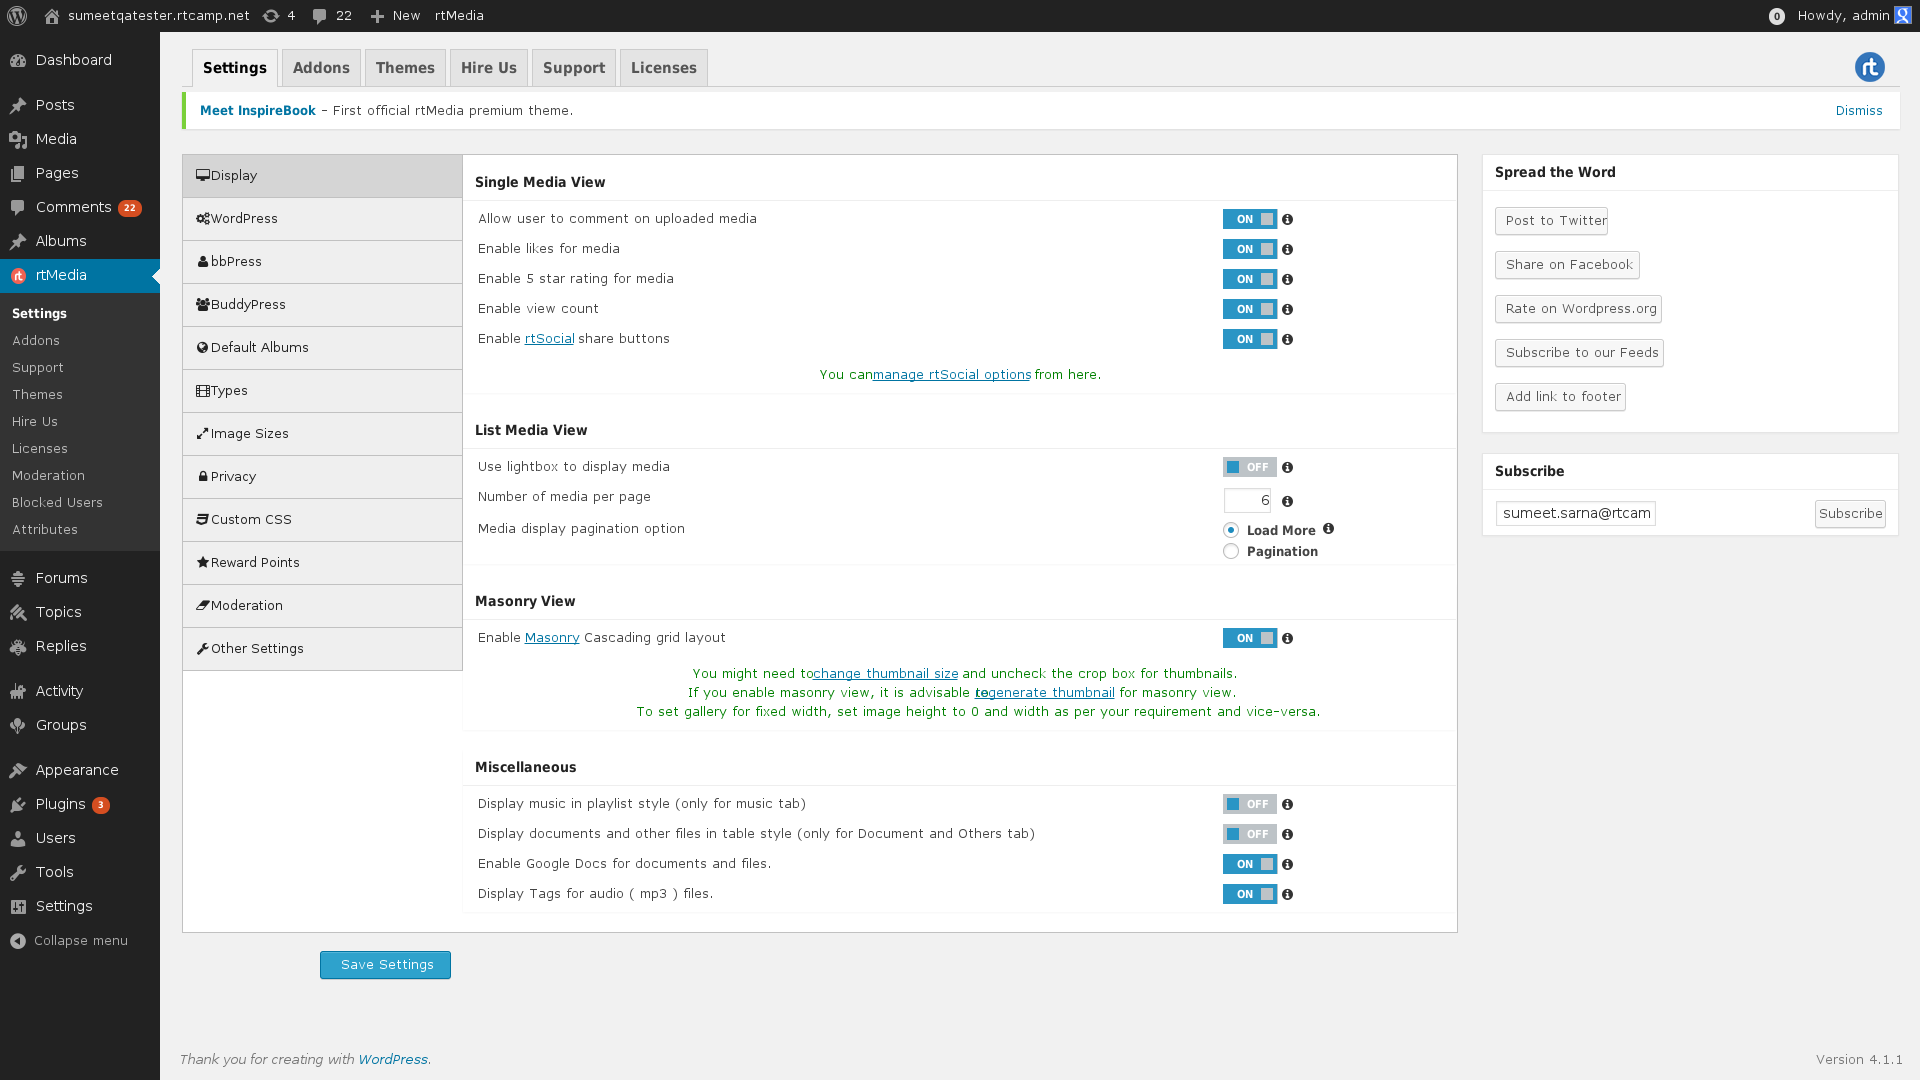 sumeetqatester.rtcamp.net 4 22 New rtMedia 0 Howdy, admin
Dashboard
Posts
Media
Pages
Comments 22
Albums
rtMedia
Settings
Addons
Support
Themes
Hire Us
Licenses
Moderation
Blocked Users
Attributes
Forums
Topics
Replies
Activity
Groups
Appearance
Plugins 3
Users
Tools
Settings
Collapse menu
Settings Addons Themes Hire Us Support Licenses rt
Meet InspireBook - First official rtMedia premium theme. Dismiss
Display
WordPress
bbPress
BuddyPress
Default Albums
Types
Image Sizes
Privacy
Custom CSS
Reward Points
Moderation
Other Settings
Single Media View
Allow user to comment on uploaded media ON
Enable likes for media ON
Enable 5 star rating for media ON
Enable view count ON
Enable rtSocial share buttons ON
You can manage rtSocial options from here.
List Media View
Use lightbox to display media OFF
Number of media per page 6
Media display pagination option Load More
Pagination
Masonry View
Enable Masonry Cascading grid layout ON
You might need to change thumbnail size and uncheck the crop box for thumbnails.
If you enable masonry view, it is advisable to regenerate thumbnail for masonry view.
To set gallery for fixed width, set image height to 0 and width as per your requirement and vice-versa.
Miscellaneous
Display music in playlist style (only for music tab) OFF
Display documents and other files in table style (only for Document and Others tab) OFF
Enable Google Docs for documents and files. ON
Display Tags for audio ( mp3 ) files. ON
Save Settings
Spread the Word
Post to Twitter
Share on Facebook
Rate on Wordpress.org
Subscribe to our Feeds
Add link to footer
Subscribe
sumeet.sarna@rtcam Subscribe
Thank you for creating with WordPress. Version 4.1.1